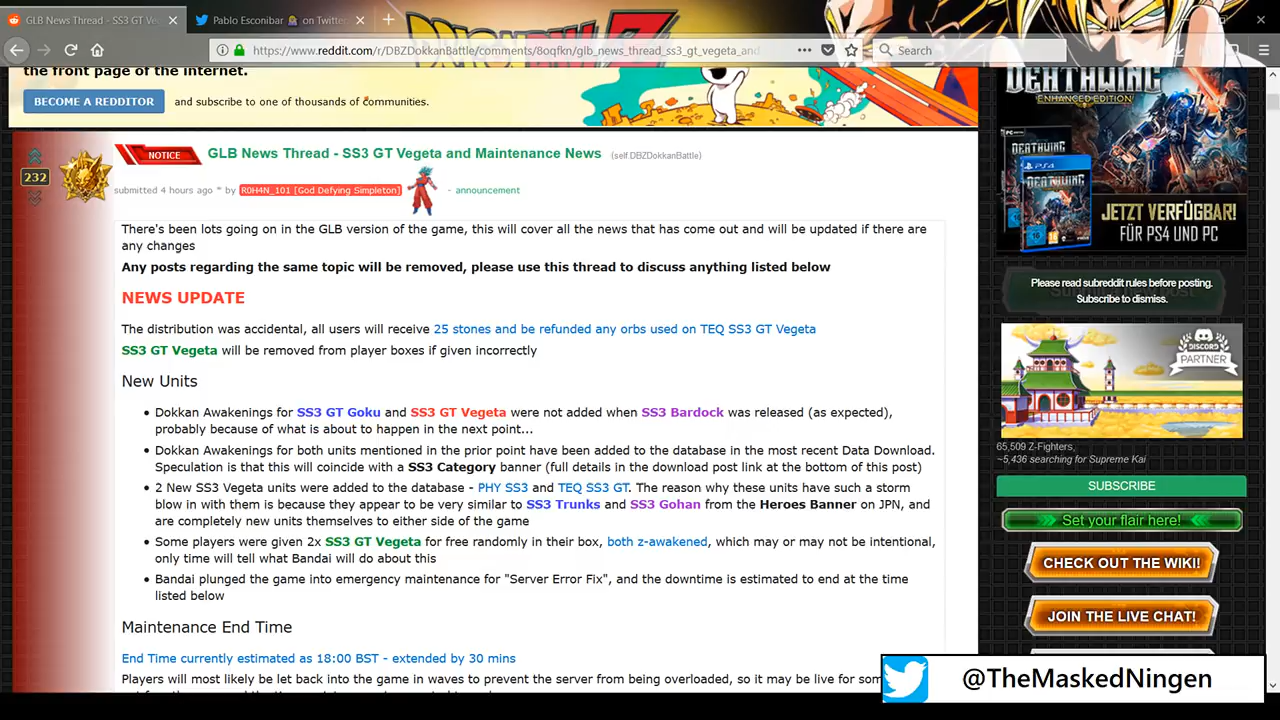 GLB News Thread - SS3 GT Ve
Pablo Esconibar on Twitter
https://www.reddit.com/r/DBZDokkanBattle/comments/8oqfkn/glb_news_thread_ss3_gt_vegeta_and
Search
the front page of the internet.
BECOME A REDDITOR
and subscribe to one of thousands of communities.
DEATHWING
ENHANCED EDITION
JETZT VERFÜGBAR!
FÜR PS4 UND PC
NOTICE
GLB News Thread - SS3 GT Vegeta and Maintenance News (self.DBZDokkanBattle)
232
submitted 4 hours ago * by R0H4N_101 [God Defying Simpleton] - announcement
There's been lots going on in the GLB version of the game, this will cover all the news that has come out and will be updated if there are
any changes
Any posts regarding the same topic will be removed, please use this thread to discuss anything listed below
NEWS UPDATE
The distribution was accidental, all users will receive 25 stones and be refunded any orbs used on TEQ SS3 GT Vegeta
SS3 GT Vegeta will be removed from player boxes if given incorrectly
New Units
• Dokkan Awakenings for SS3 GT Goku and SS3 GT Vegeta were not added when SS3 Bardock was released (as expected),
probably because of what is about to happen in the next point...
• Dokkan Awakenings for both units mentioned in the prior point have been added to the database in the most recent Data Download.
Speculation is that this will coincide with a SS3 Category banner (full details in the download post link at the bottom of this post)
• 2 New SS3 Vegeta units were added to the database - PHY SS3 and TEQ SS3 GT. The reason why these units have such a storm
blow in with them is because they appear to be very similar to SS3 Trunks and SS3 Gohan from the Heroes Banner on JPN, and
are completely new units themselves to either side of the game
• Some players were given 2x SS3 GT Vegeta for free randomly in their box, both z-awakened, which may or may not be intentional,
only time will tell what Bandai will do about this
• Bandai plunged the game into emergency maintenance for "Server Error Fix", and the downtime is estimated to end at the time
listed below
Maintenance End Time
End Time currently estimated as 18:00 BST - extended by 30 mins
Players will most likely be let back into the game in waves to prevent the server from being overloaded, so it may be live for som
Please read subreddit rules before posting.
Subscribe to dismiss.
DISCORD
PARTNER
65,509 Z-Fighters,
~5,436 searching for Supreme Kai
SUBSCRIBE
Set your flair here!
CHECK OUT THE WIKI!
JOIN THE LIVE CHAT!
@TheMaskedNingen